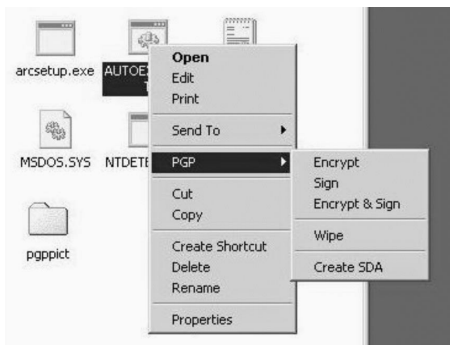 arcsetup.exe
AUTOE
MSDOS.SYS
NTDETE
pgppict
Open
Edit
Print
Send To
PGP
Cut
Copy
Create Shortcut
Delete
Rename
Properties
Encrypt
Sign
Encrypt & Sign
Wipe
Create SDA